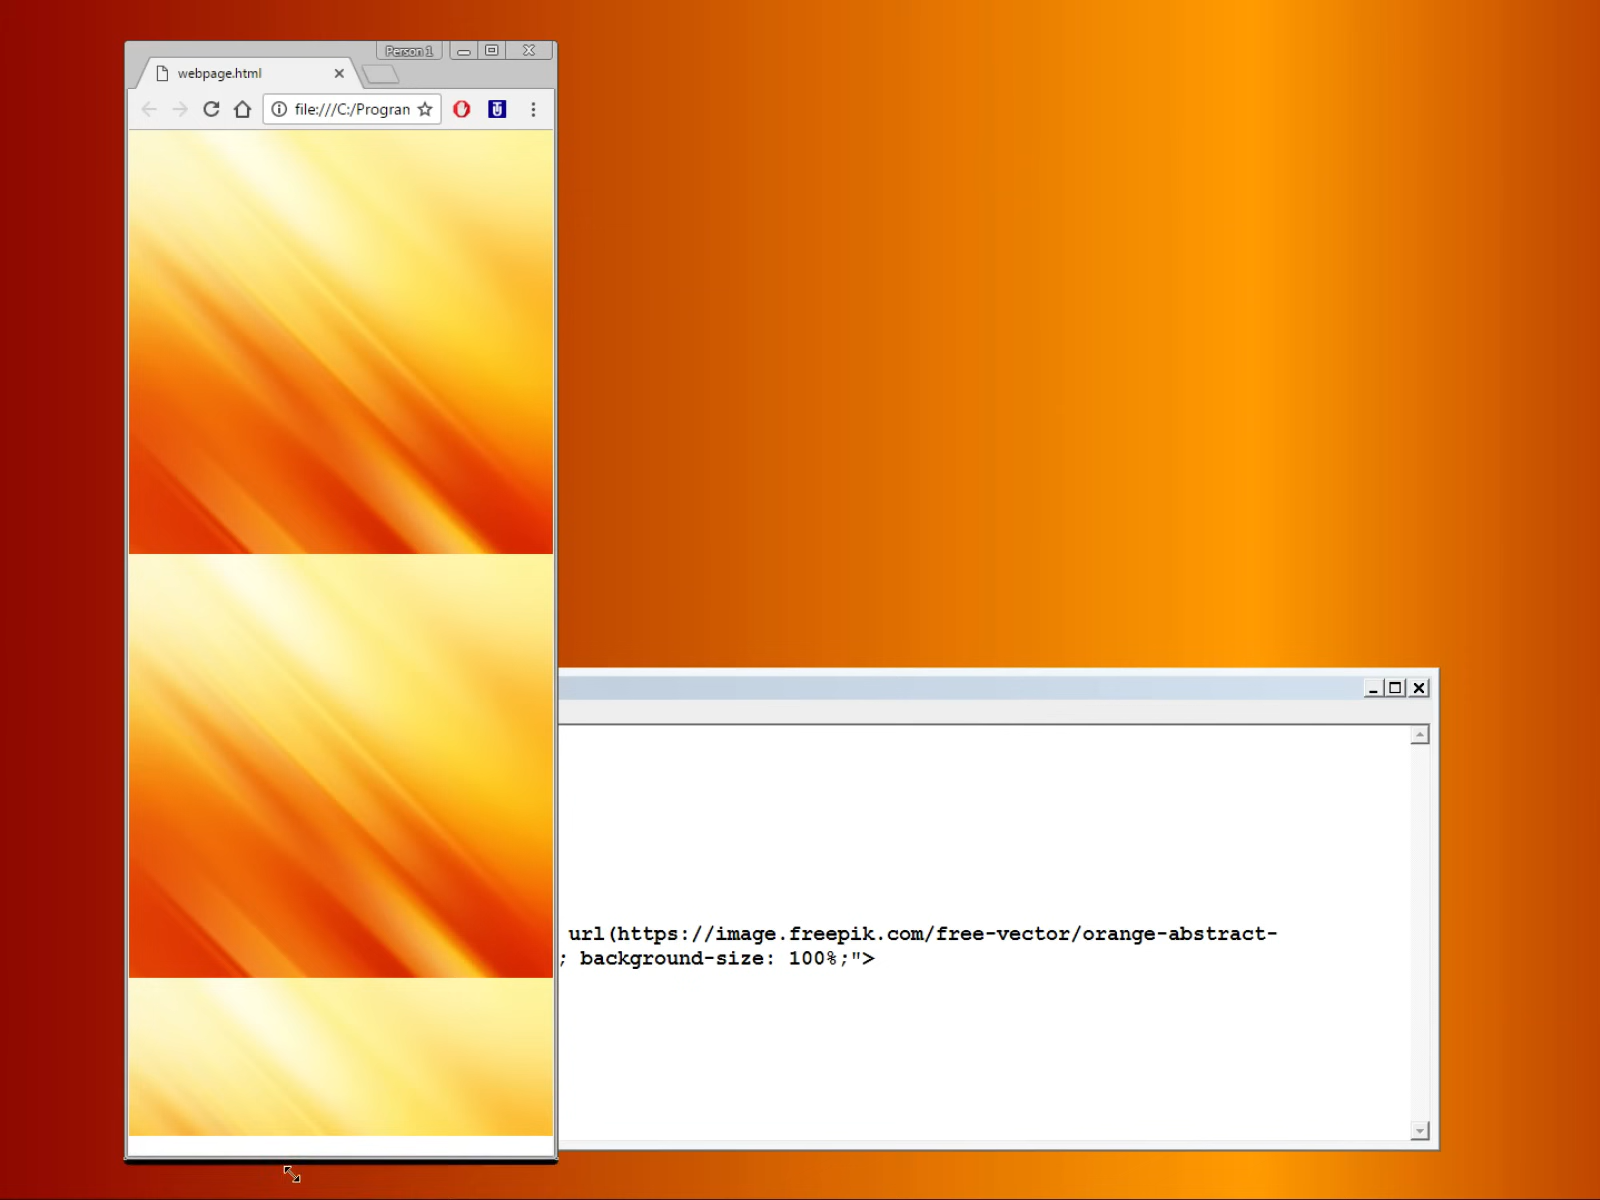 Person 1
webpage.html
file:///C:/Progran
url(https://image.freepik.com/free-vector/orange-abstract-
; background-size: 100%;">